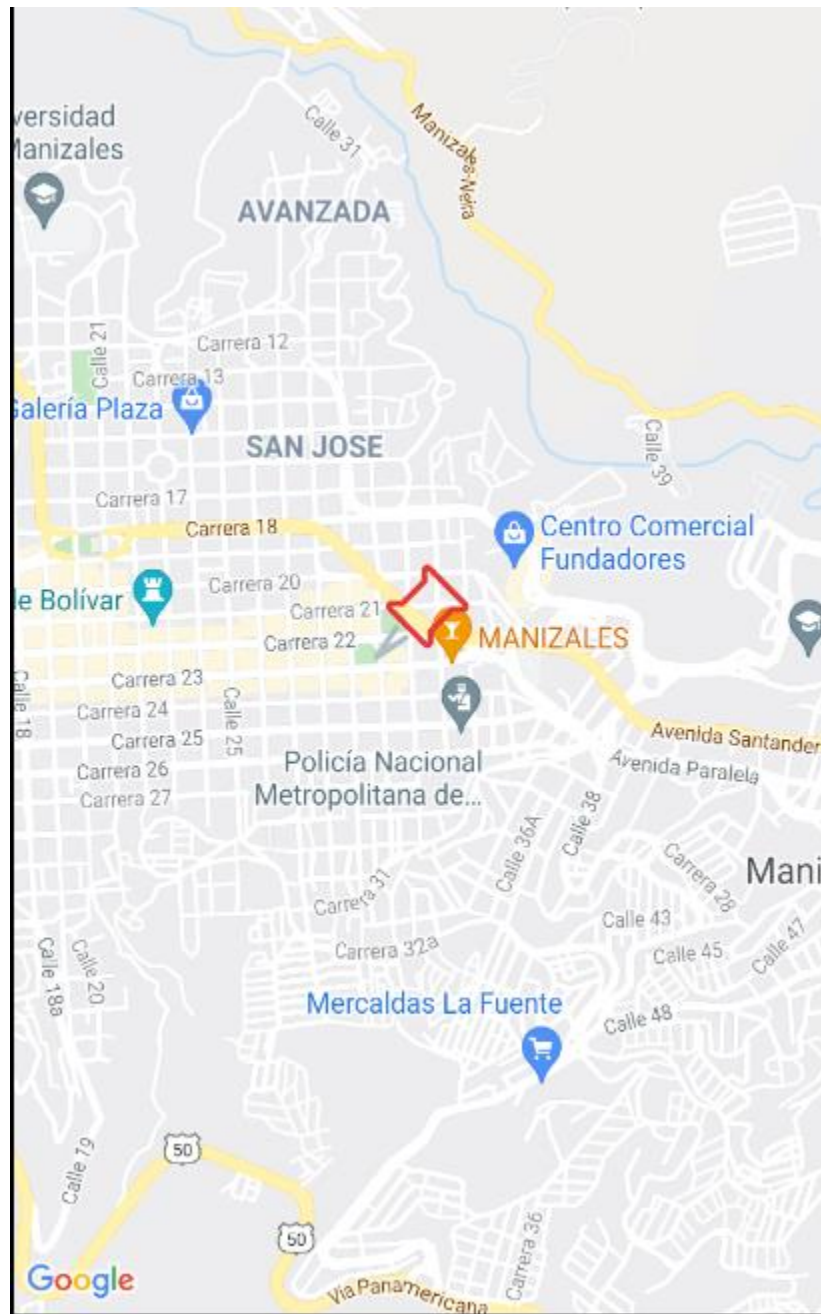 versidad
Manizales
Calle 31
Manizales-Neira
AVANZADA
Calle 21
Carrera 12
Carrera 13
Galería Plaza
SAN JOSE
Calle 39
Carrera 17
Carrera 18
Centro Comercial
Fundadores
Carrera 20
de Bolívar
Carrera 21
Carrera 22
MANIZALES
Carrera 23
Calle 18
Carrera 24
Calle 25
Carrera 25
Avenida Santander
Carrera 26
Policía Nacional
Metropolitana de...
Avenida Paralela
Carrera 27
Calle 38
Calle 36A
Mani
Carrera 28
Carrera 31
Calle 43
Calle 47
Carrera 32a
Calle 45
Calle 18a
Calle 20
Mercaldas La Fuente
Calle 48
50
Calle 19
50
Carrera 36
Google
Vía Panamericana